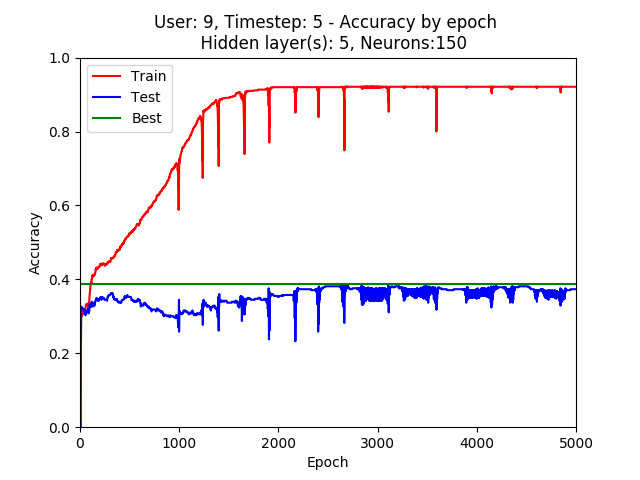 User: 9, Timestep: 5 - Accuracy by epoch
Hidden layer(s): 5, Neurons:150
Train
Test
Best
1.0
0.8
0.6
0.4
0.2
0.0
Accuracy
0 1000 2000 3000 4000 5000
Epoch